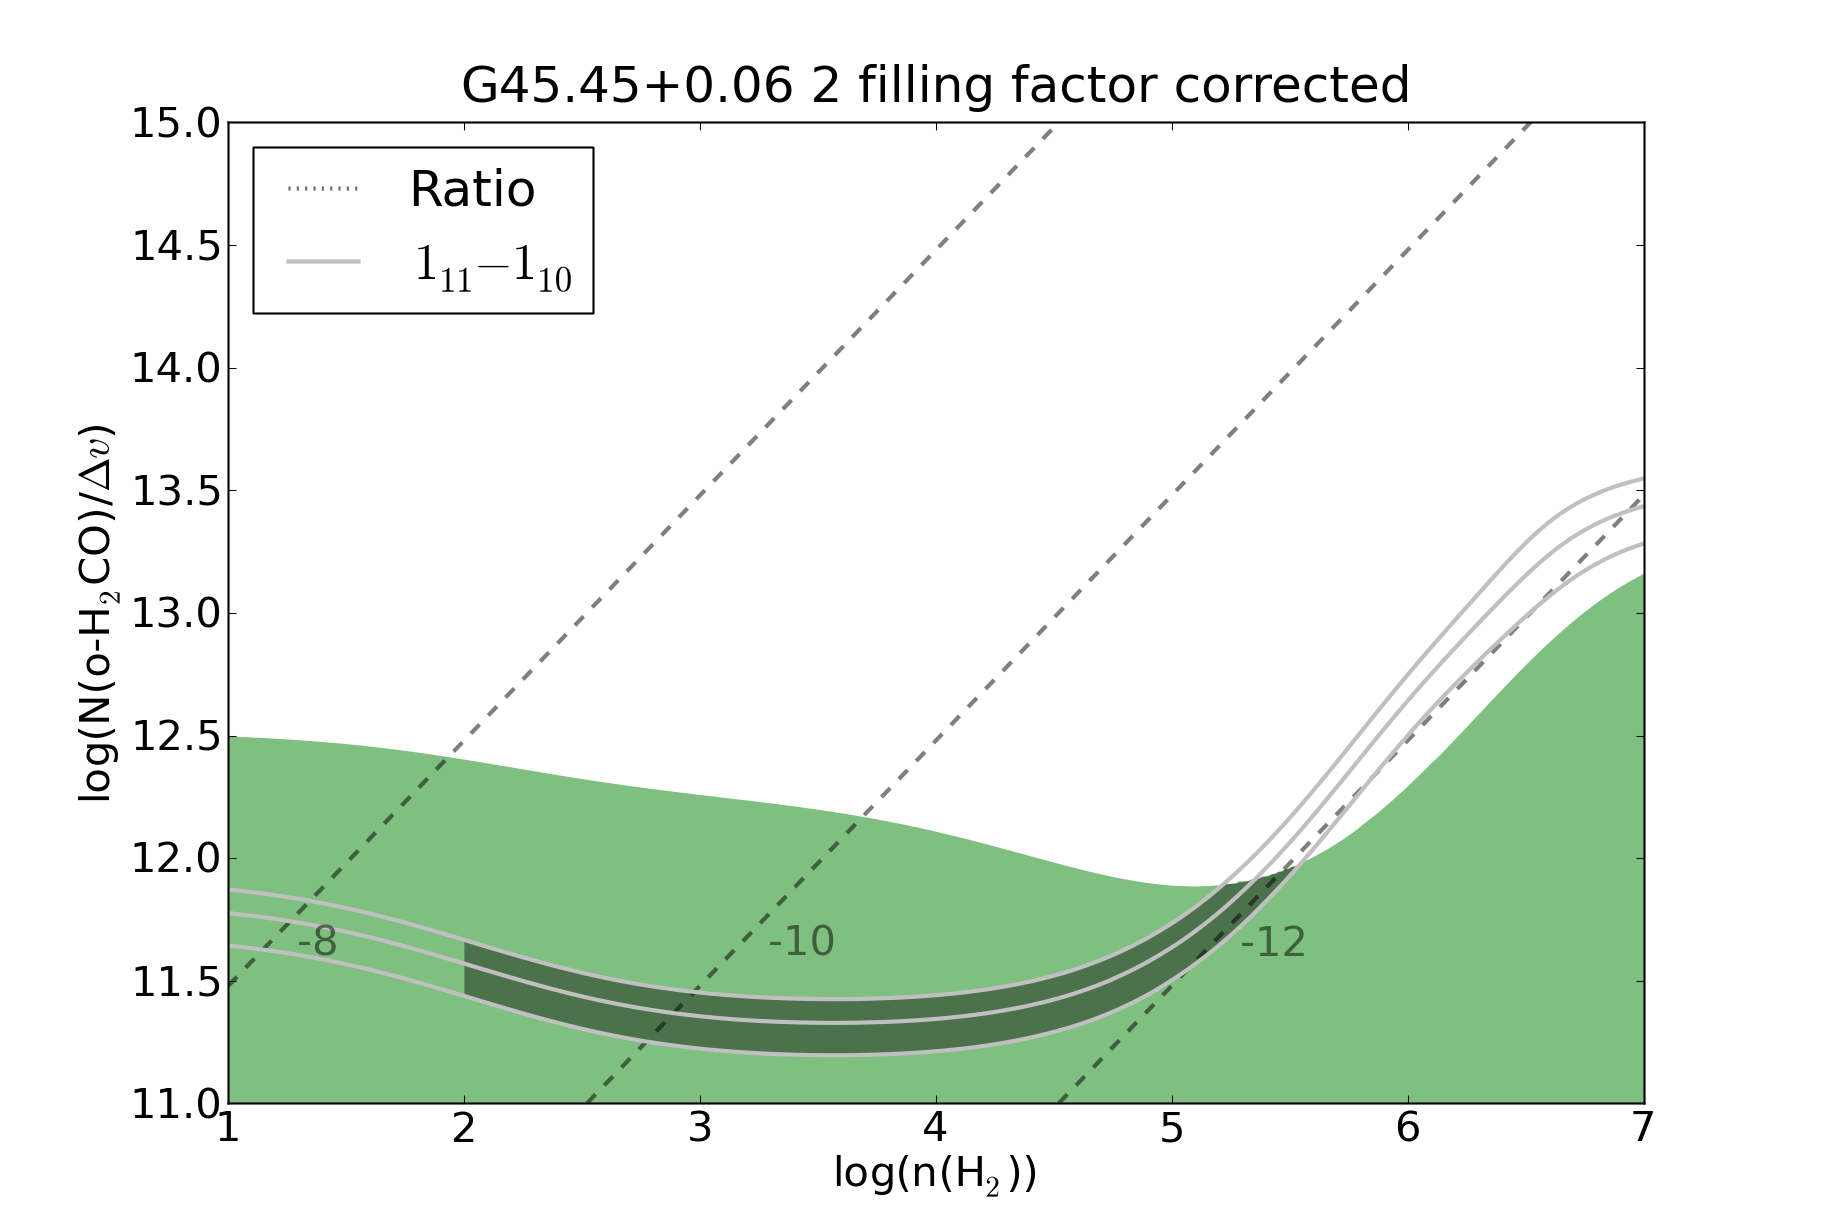 G45.45+0.06 2 filling factor corrected
15.0
14.5
14.0
13.5
13.0
12.5
12.0
11.5
11.0
log(N(o-H₂CO)/Δv)
Ratio
1₁₁−1₁₀
-8
-10
-12
1 2 3 4 5 6 7
log(n(H₂))